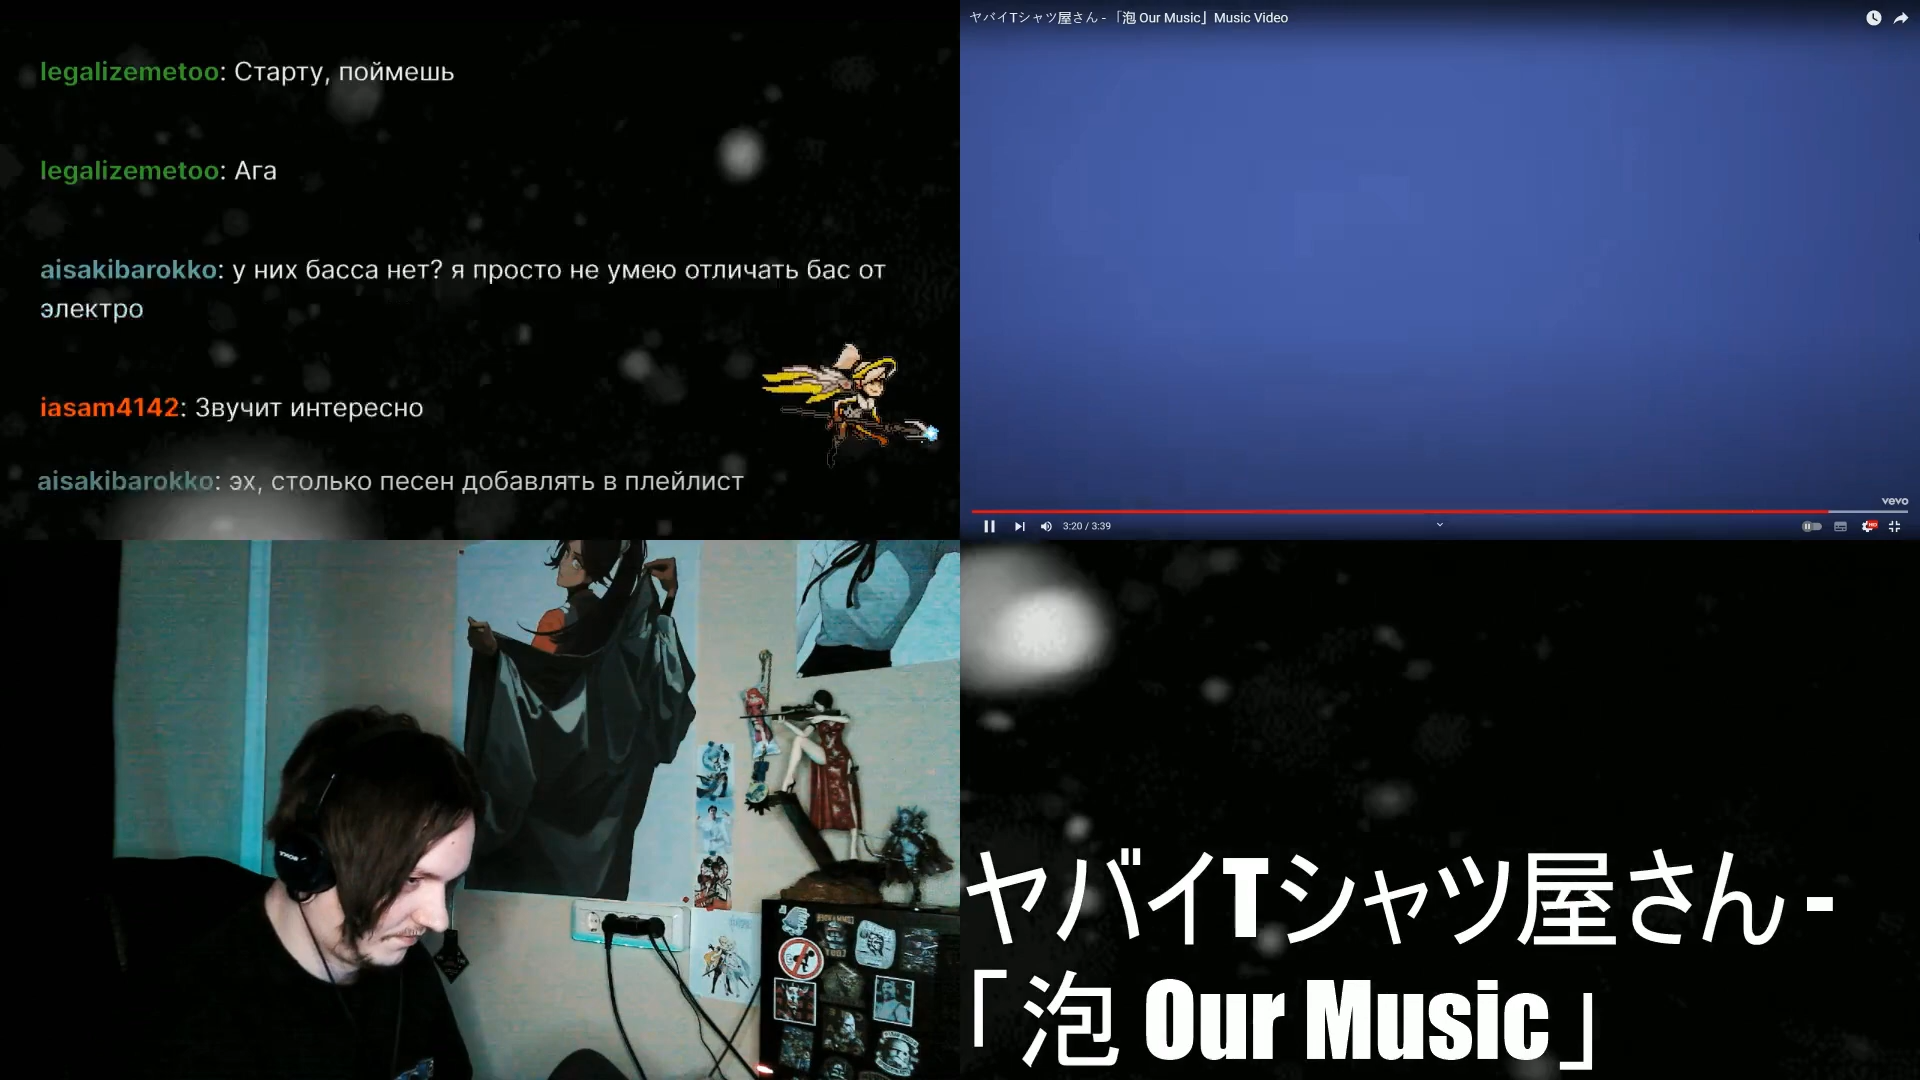 legalizemetoo: Старту, поймешь
legalizemetoo: Ага
aisakibarokko: у них басса нет? я просто не умею отличать бас от
электро
iasam4142: Звучит интересно
aisakibarokko: эх, столько песен добавлять в плейлист
ヤバイTシャツ屋さん - 「泡 Our Music」Music Video
vevo
3:20 / 3:39
HD
THOR
ヤバイTシャツ屋さん -
「泡 Our Music」